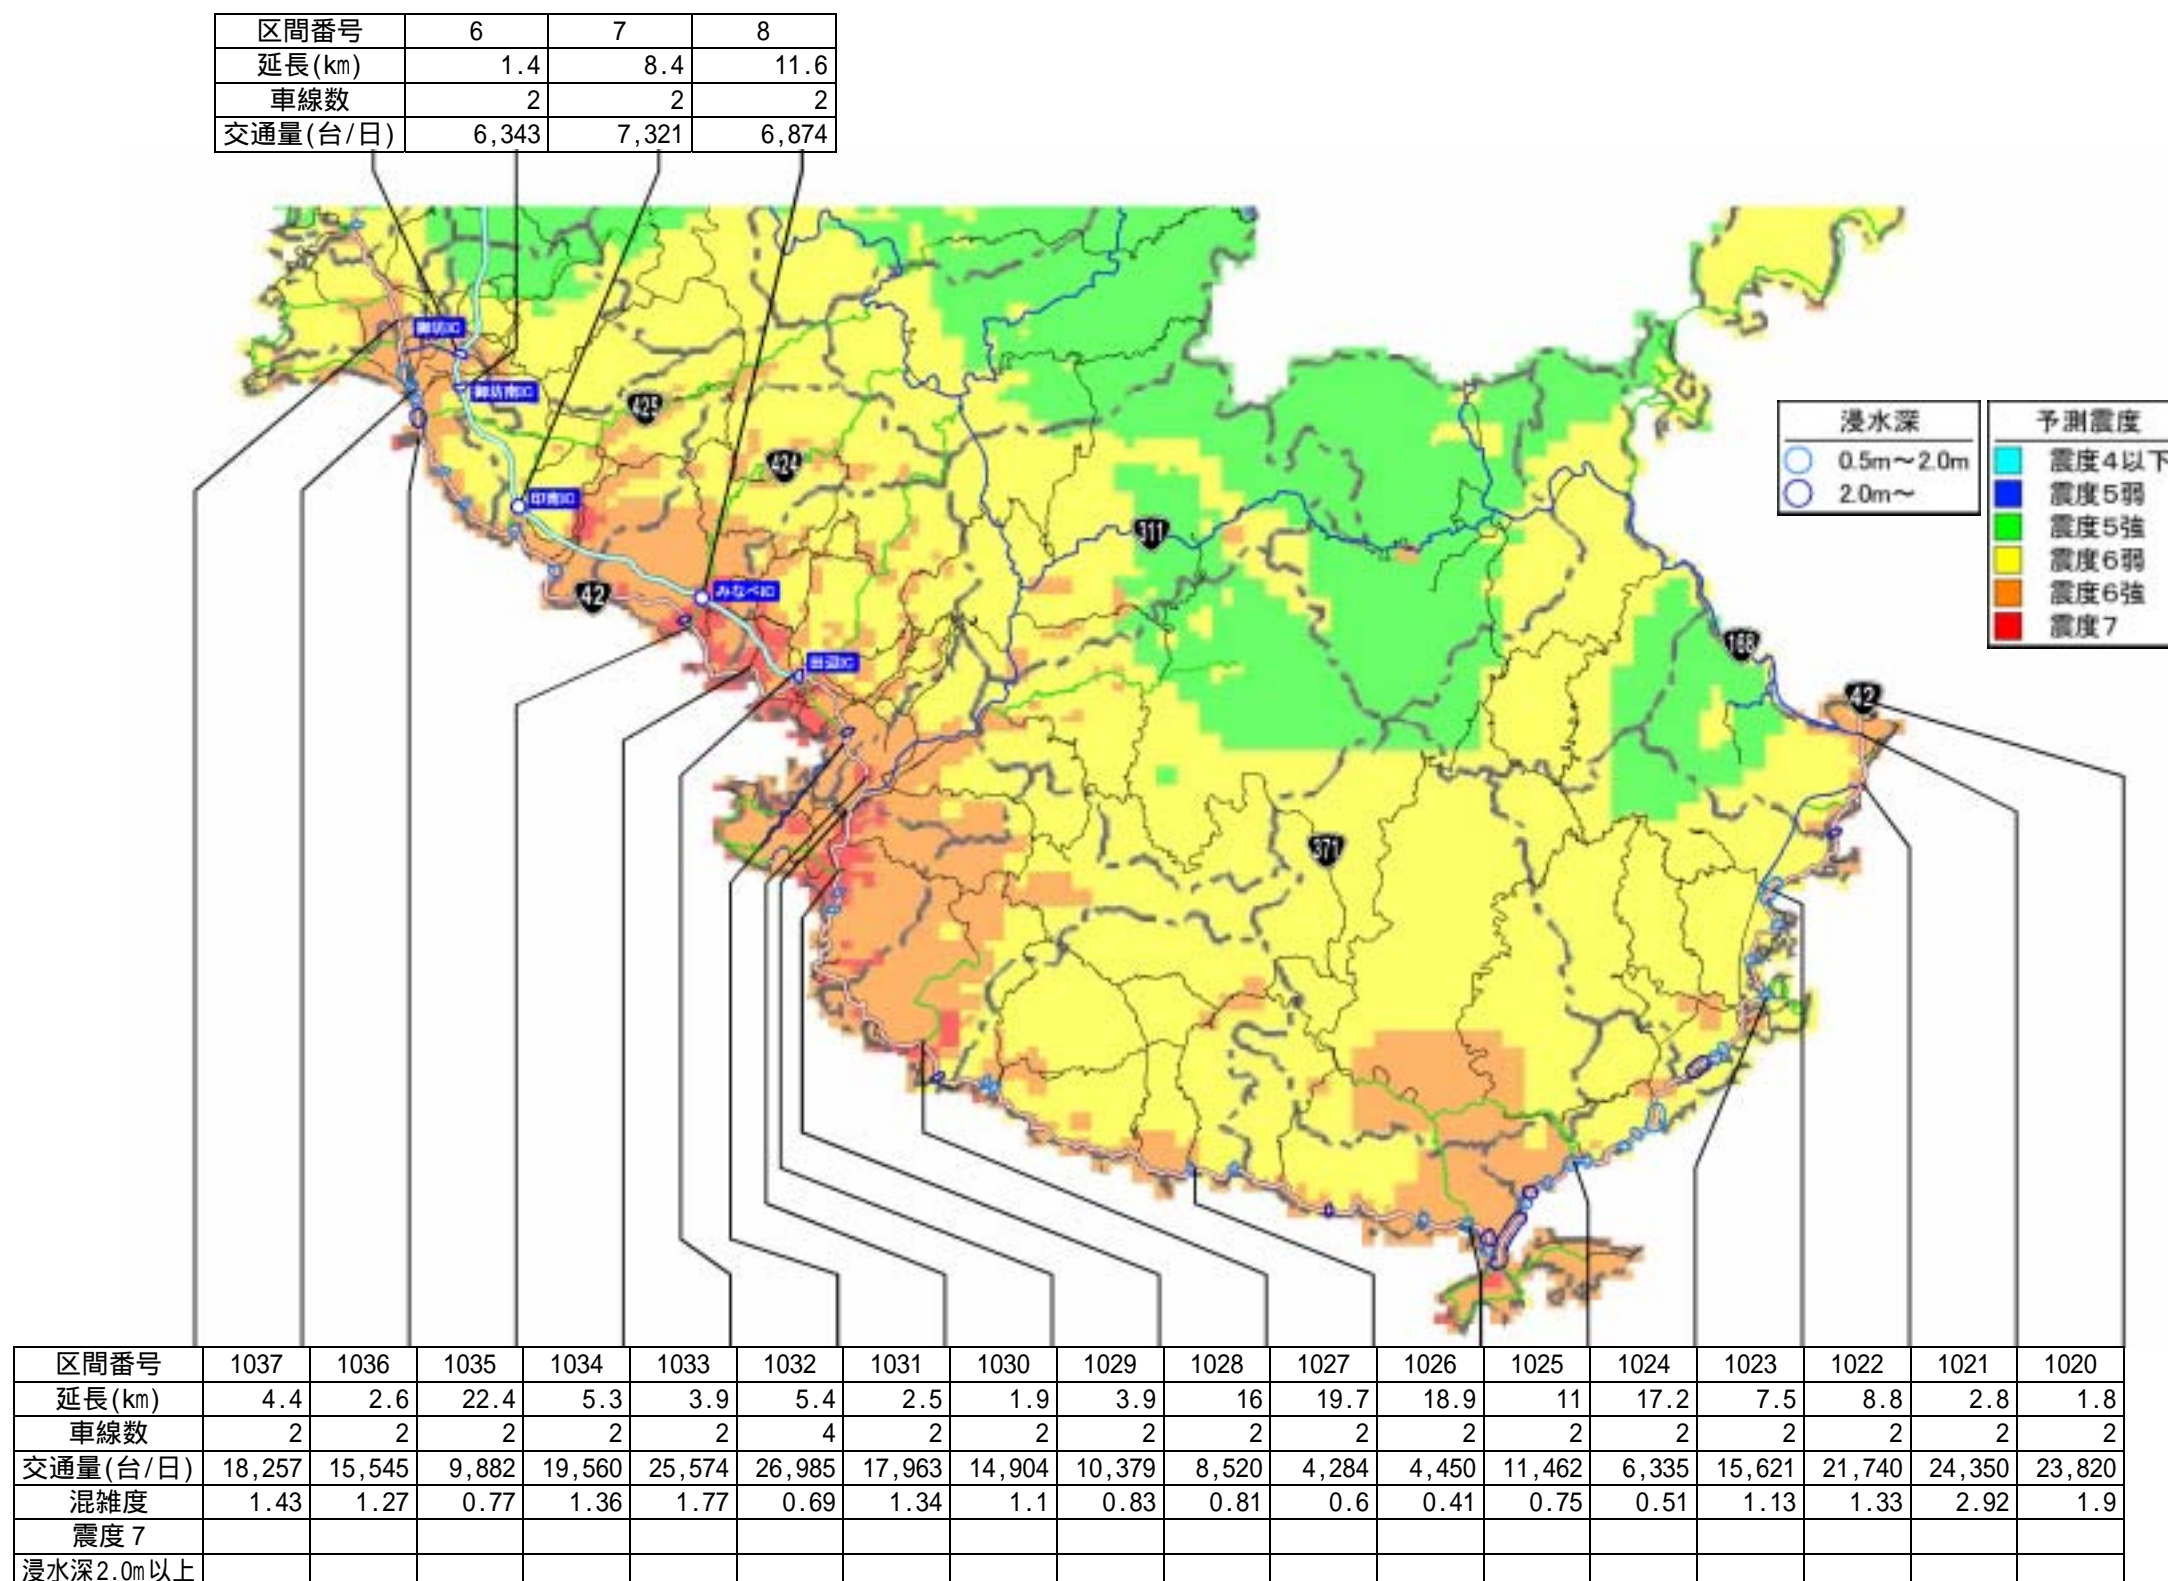 区間番号 6 7 8
延長(km) 1.4 8.4 11.6
車線数 2 2 2
交通量(台/日) 6,343 7,321 6,874
御坊IC
御坊南IC
425
424
印南IC
311
42
みなべIC
田辺IC
168
42
371
浸水深
0.5m～2.0m
2.0m～
予測震度
震度4以下
震度5弱
震度5強
震度6弱
震度6強
震度7
区間番号 1037 1036 1035 1034 1033 1032 1031 1030 1029 1028 1027 1026 1025 1024 1023 1022 1021 1020
延長(km) 4.4 2.6 22.4 5.3 3.9 5.4 2.5 1.9 3.9 16 19.7 18.9 11 17.2 7.5 8.8 2.8 1.8
車線数 2 2 2 2 2 4 2 2 2 2 2 2 2 2 2 2 2 2
交通量(台/日) 18,257 15,545 9,882 19,560 25,574 26,985 17,963 14,904 10,379 8,520 4,284 4,450 11,462 6,335 15,621 21,740 24,350 23,820
混雑度 1.43 1.27 0.77 1.36 1.77 0.69 1.34 1.1 0.83 0.81 0.6 0.41 0.75 0.51 1.13 1.33 2.92 1.9
震度7
浸水深2.0m以上